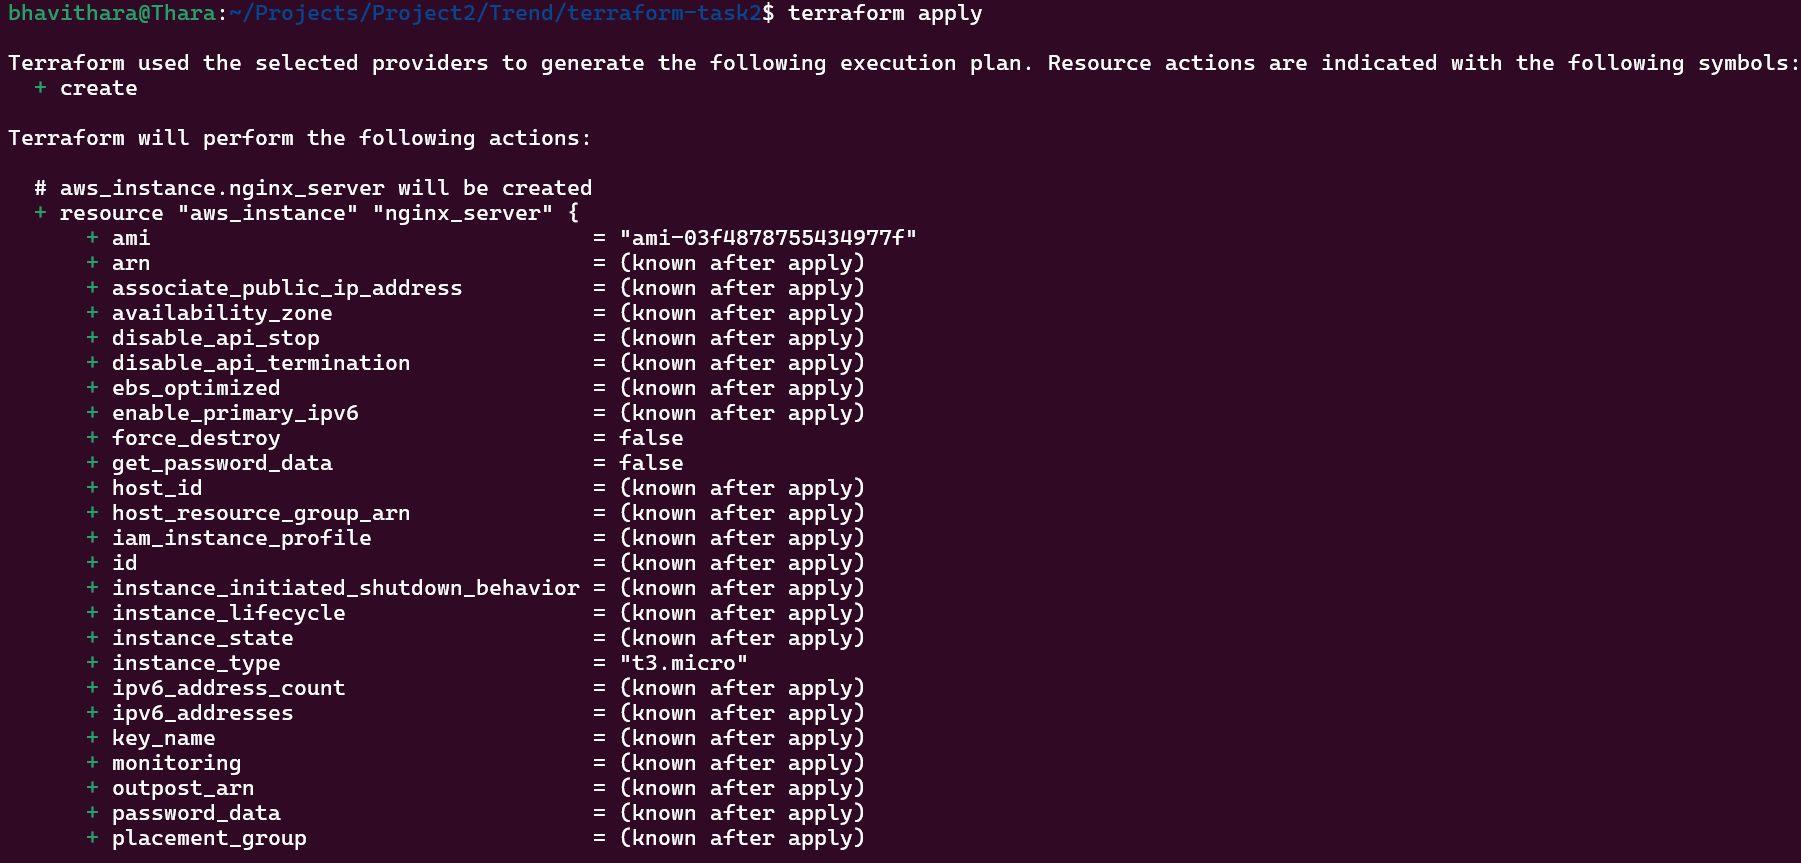 bhavithara@Thara:~/Projects/Project2/Trend/terraform-task2$ terraform apply
Terraform used the selected providers to generate the following execution plan. Resource actions are indicated with the following symbols:
+ create
Terraform will perform the following actions:
# aws_instance.nginx_server will be created
+ resource "aws_instance" "nginx_server" {
+ ami = "ami-03f4878755434977f"
+ arn = (known after apply)
+ associate_public_ip_address = (known after apply)
+ availability_zone = (known after apply)
+ disable_api_stop = (known after apply)
+ disable_api_termination = (known after apply)
+ ebs_optimized = (known after apply)
+ enable_primary_ipv6 = (known after apply)
+ force_destroy = false
+ get_password_data = false
+ host_id = (known after apply)
+ host_resource_group_arn = (known after apply)
+ iam_instance_profile = (known after apply)
+ id = (known after apply)
+ instance_initiated_shutdown_behavior = (known after apply)
+ instance_lifecycle = (known after apply)
+ instance_state = (known after apply)
+ instance_type = "t3.micro"
+ ipv6_address_count = (known after apply)
+ ipv6_addresses = (known after apply)
+ key_name = (known after apply)
+ monitoring = (known after apply)
+ outpost_arn = (known after apply)
+ password_data = (known after apply)
+ placement_group = (known after apply)